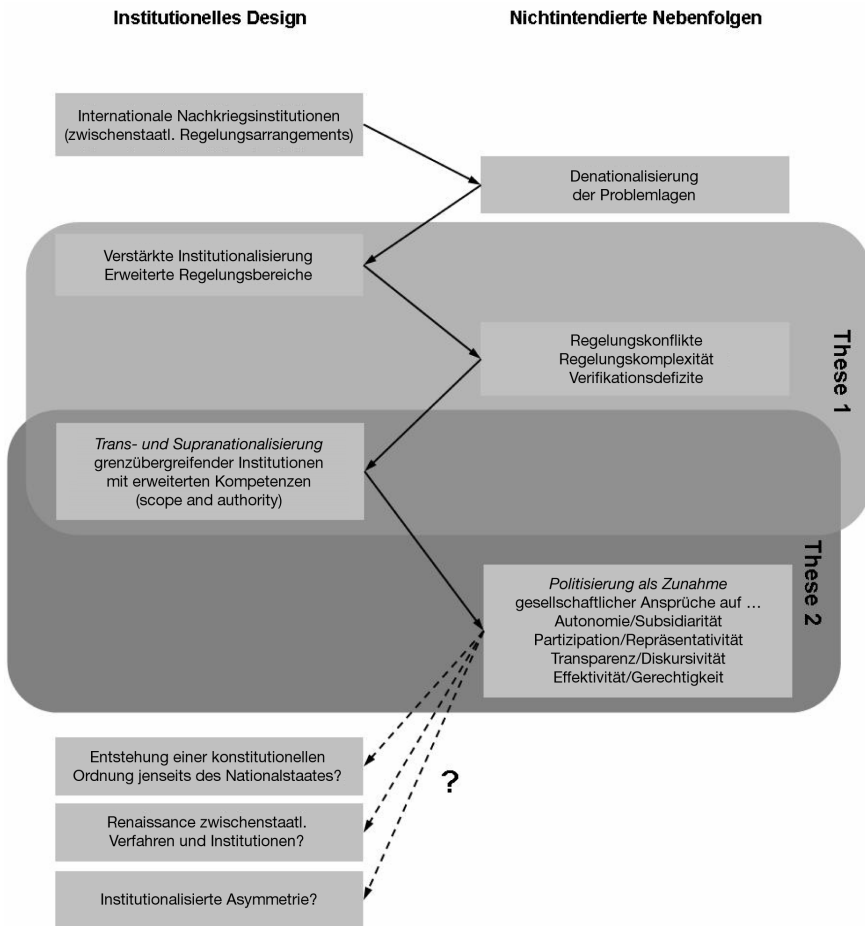 Institutionelles Design
Nichtintendierte Nebenfolgen
Internationale Nachkriegsinstitutionen
(zwischenstaatl. Regelungsarrangements)
Denationalisierung
der Problemlagen
Verstärkte Institutionalisierung
Erweiterte Regelungsbereiche
Regelungskonflikte
Regelungskomplexität
Verifikationsdefizite
These 1
Trans- und Supranationalisierung
grenzübergreifender Institutionen
mit erweiterten Kompetenzen
(scope and authority)
These 2
Politisierung als Zunahme
gesellschaftlicher Ansprüche auf …
Autonomie/Subsidiarität
Partizipation/Repräsentativität
Transparenz/Diskursivität
Effektivität/Gerechtigkeit
Entstehung einer konstitutionellen
Ordnung jenseits des Nationalstaates?
?
Renaissance zwischenstaatl.
Verfahren und Institutionen?
Institutionalisierte Asymmetrie?